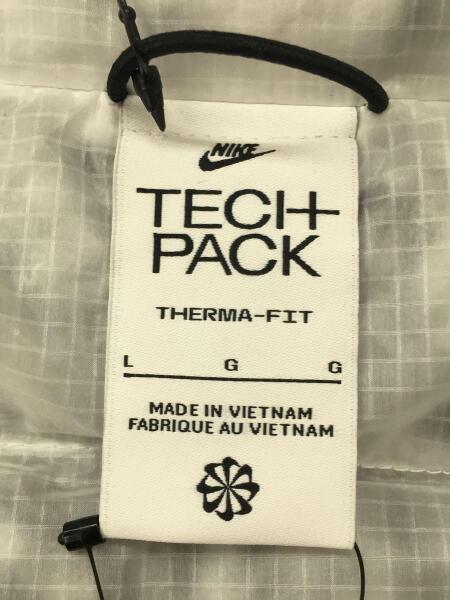 NIKE
TECH
PACK
THERMA-FIT
L G G
MADE IN VIETNAM
FABRIQUE AU VIETNAM